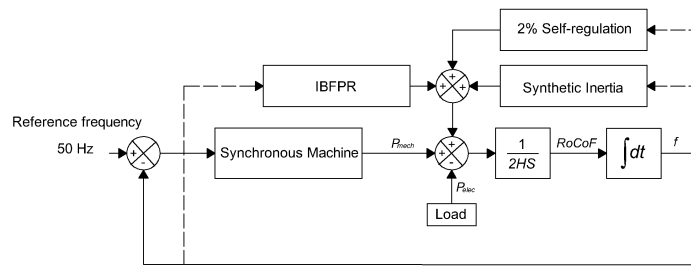 2% Self-regulation
IBFPR
+
+
+
Synthetic Inertia
Reference frequency
50 Hz
+
-
Synchronous Machine
Pmech
+
+
-
1
2HS
RoCoF
∫dt
f
Pelec
Load